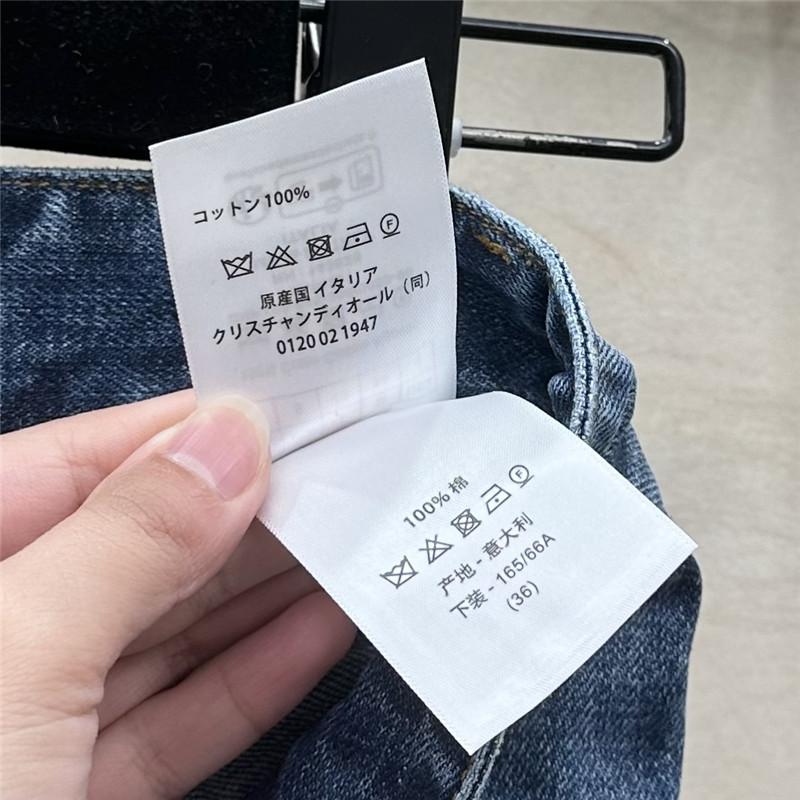 コットン100%
F
原産国イタリア
クリスチャンディオール（同）
0120 02 1947
100% 棉
F
产地 - 意大利
下装 - 165/66A
(36)